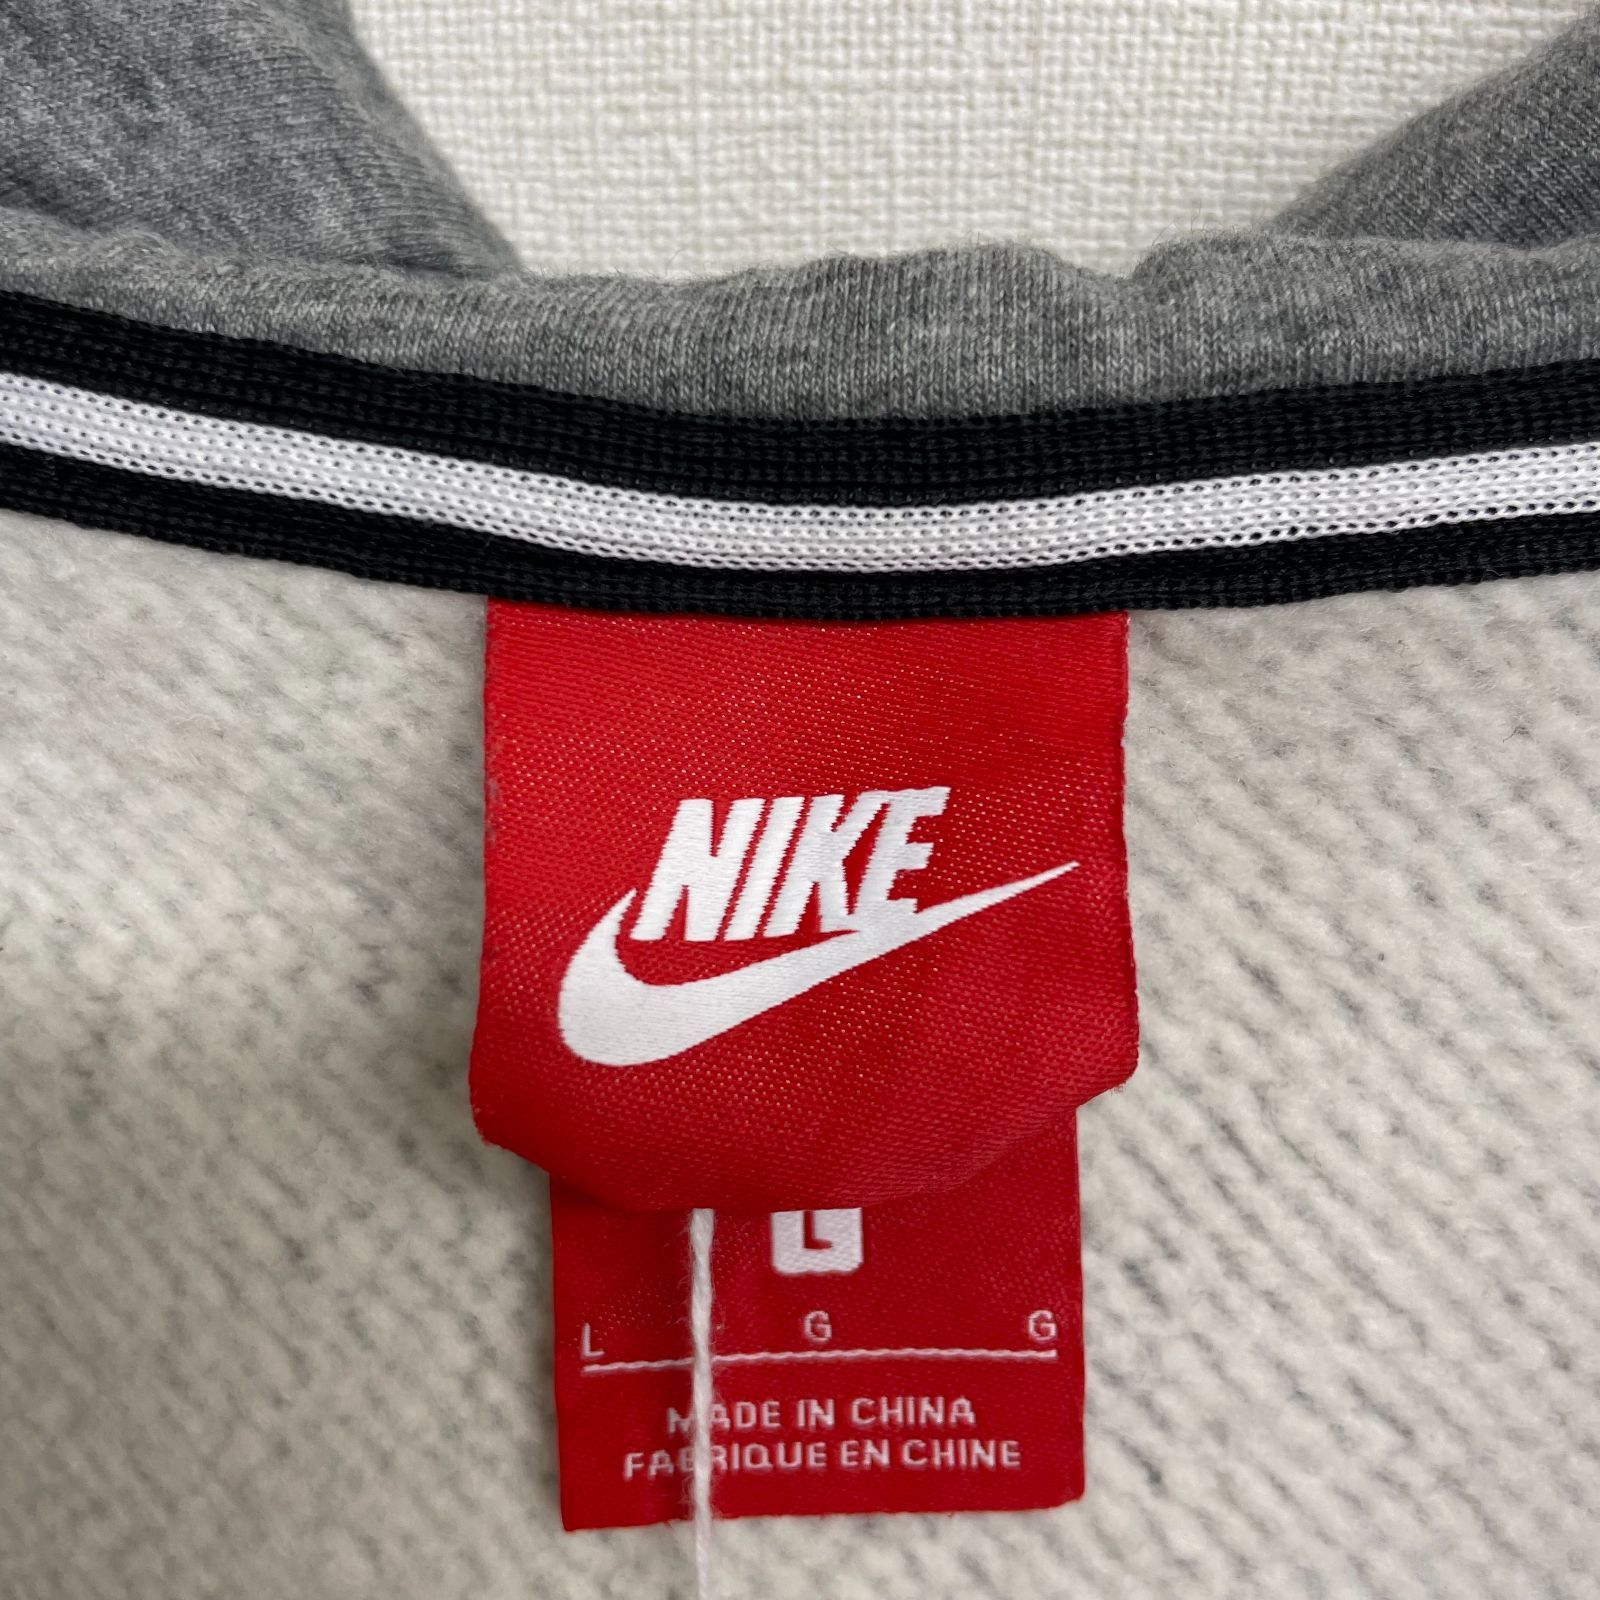 NIKE
L
L G G
MADE IN CHINA
FABRIQUE EN CHINE